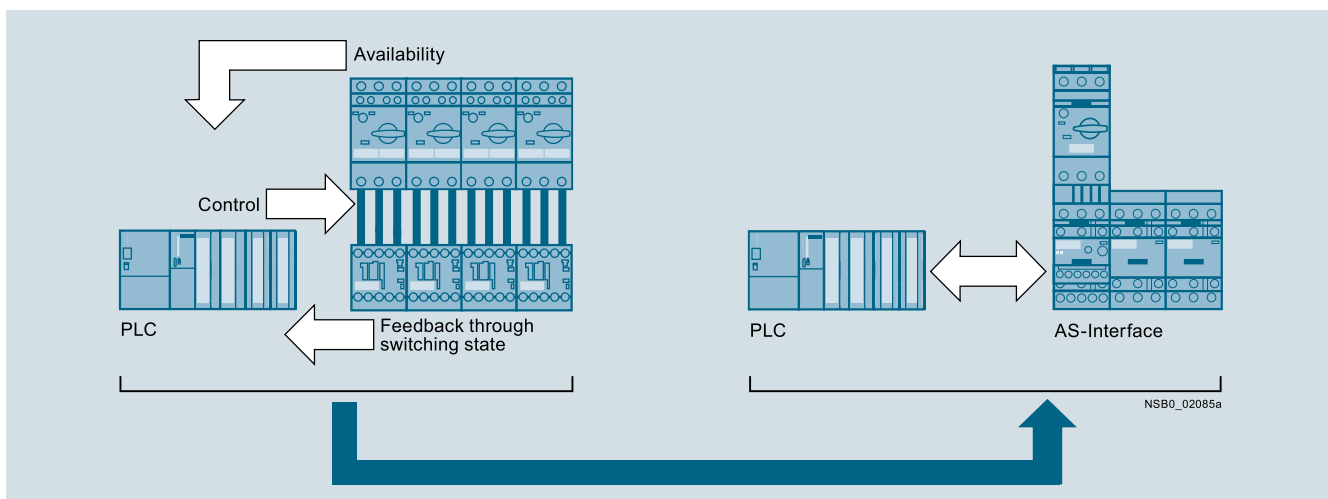 Availability
Control
PLC
Feedback through
switching state
PLC
AS-Interface
NSB0_02085a